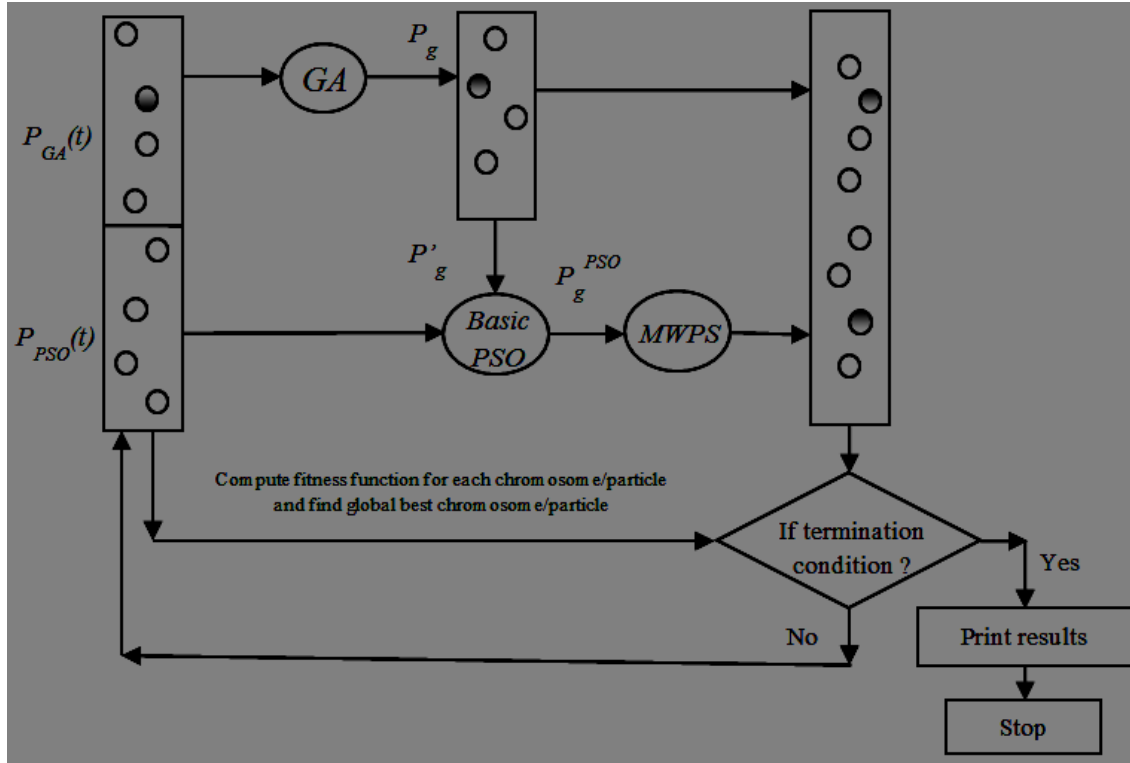 P_g
GA
P_GA(t)
P'_g
P_g^PSO
P_PSO(t)
Basic
PSO
MWPS
Compute fitness function for each chromosome/particle
and find global best chromosome/particle
If termination
condition ?
Yes
No
Print results
Stop